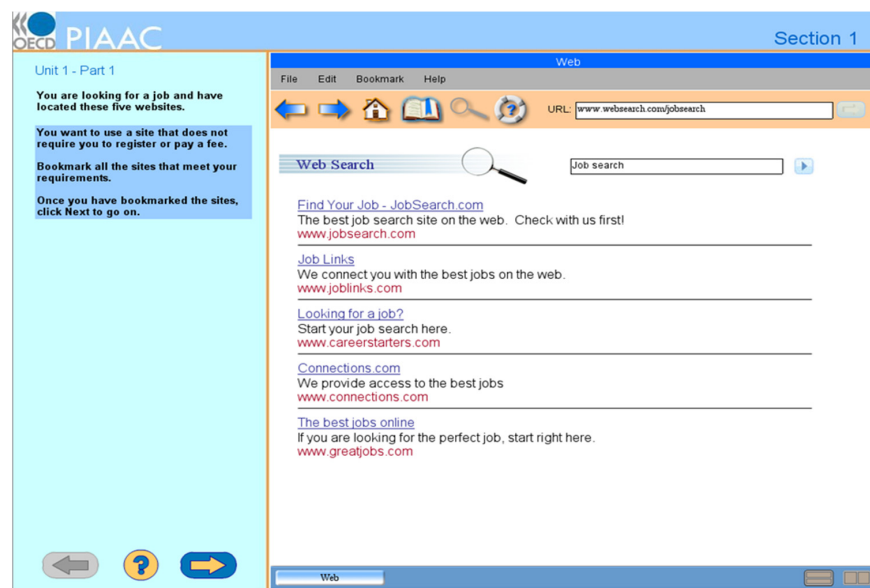 OECD PIAAC
Section 1
Unit 1 - Part 1
You are looking for a job and have
located these five websites.
You want to use a site that does not
require you to register or pay a fee.
Bookmark all the sites that meet your
requirements.
Once you have bookmarked the sites,
click Next to go on.
Web
File Edit Bookmark Help
URL: www.websearch.com/jobsearch
Web Search
Job search
Find Your Job - JobSearch.com
The best job search site on the web. Check with us first!
www.jobsearch.com
Job Links
We connect you with the best jobs on the web.
www.joblinks.com
Looking for a job?
Start your job search here.
www.careerstarters.com
Connections.com
We provide access to the best jobs
www.connections.com
The best jobs online
If you are looking for the perfect job, start right here.
www.greatjobs.com
?
Web